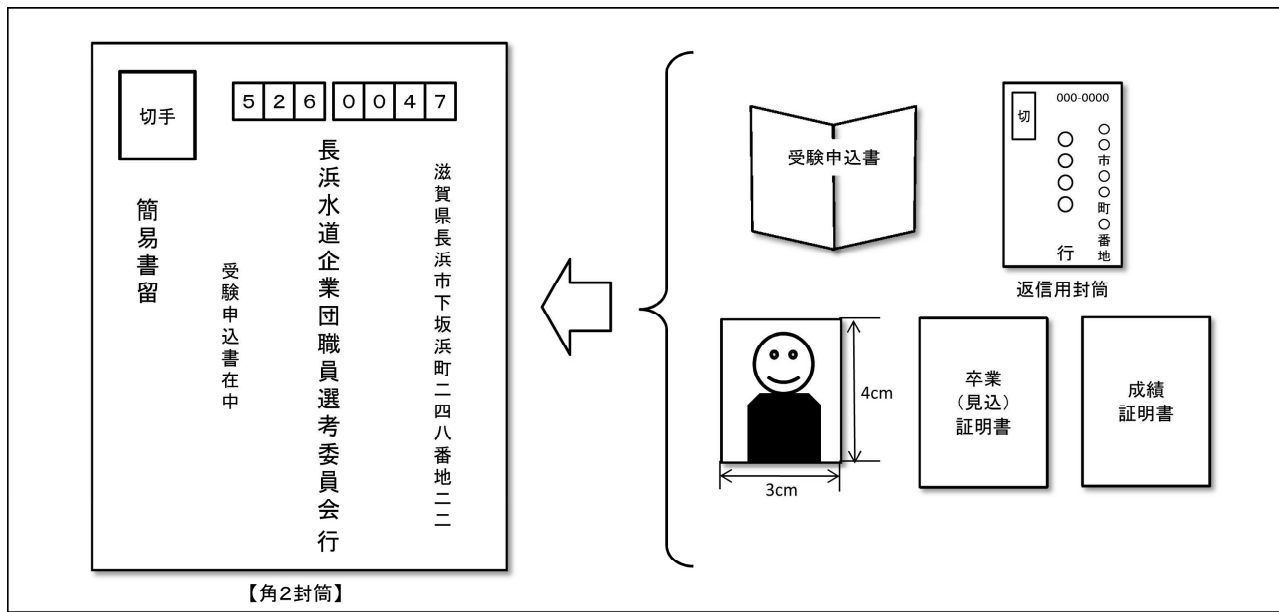 切手
5260047
滋賀県長浜市下坂浜町二四八番地二二
長浜水道企業団職員選考委員会 行
受験申込書在中
簡易書留
【角2封筒】
受験申込書
切
000-0000
○○市○○町○番地
○○○○ 行
返信用封筒
4cm
3cm
卒業
（見込）
証明書
成績
証明書